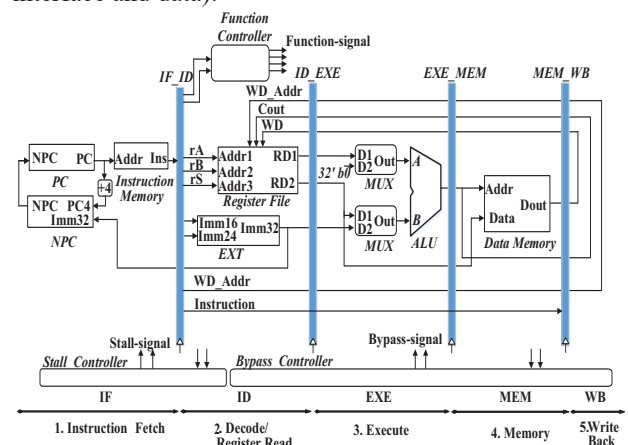 Function
Controller
Function-signal
IF_ID
ID_EXE
EXE_MEM
MEM_WB
WD_Addr
Cout
WD
NPC PC
PC
Addr Ins
Instruction
Memory
+4
NPC PC4
Imm32
NPC
rA
rB
rS
Addr1 RD1
Addr2
Addr3 RD2
Register File
32' b0
D1
D2 Out
MUX
D1
D2 Out
MUX
A
B
ALU
Addr
Dout
Data
Data Memory
Imm16
Imm24
Imm32
EXT
WD_Addr
Instruction
Stall-signal
Bypass-signal
Stall Controller
Bypass Controller
IF ID EXE MEM WB
1. Instruction Fetch
2. Decode/
Register Read
3. Execute
4. Memory
5.Write
Back